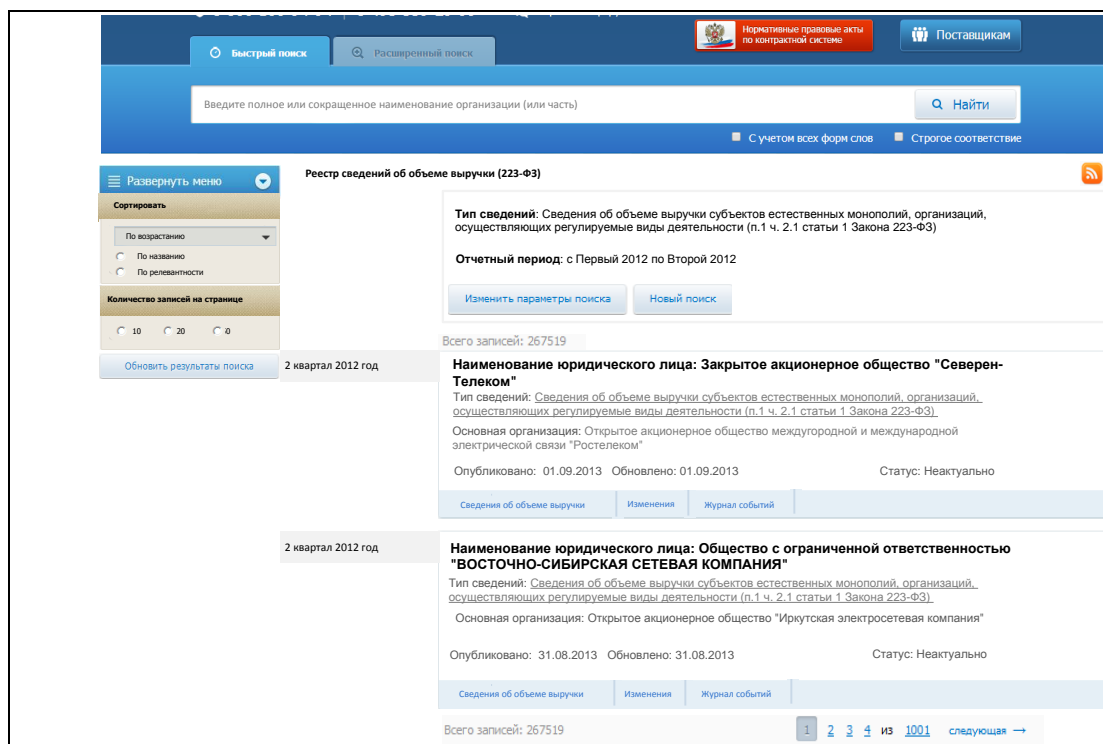 Нормативные правовые акты
по контрактной системе
Поставщикам
Быстрый поиск
Расширенный поиск
Введите полное или сокращенное наименование организации (или часть)
Найти
С учетом всех форм слов
Строгое соответствие
Развернуть меню
Реестр сведений об объеме выручки (223-ФЗ)
Сортировать
По возрастанию
По названию
По релевантности
Количество записей на странице
10 20
Обновить результаты поиска
Тип сведений: Сведения об объеме выручки субъектов естественных монополий, организаций,
осуществляющих регулируемые виды деятельности (п.1 ч. 2.1 статьи 1 Закона 223-ФЗ)
Отчетный период: с Первый 2012 по Второй 2012
Изменить параметры поиска
Новый поиск
Всего записей: 267519
2 квартал 2012 год
Наименование юридического лица: Закрытое акционерное общество "Северен-
Телеком"
Тип сведений: Сведения об объеме выручки субъектов естественных монополий, организаций,
осуществляющих регулируемые виды деятельности (п.1 ч. 2.1 статьи 1 Закона 223-ФЗ)
Основная организация: Открытое акционерное общество междугородной и международной
электрической связи "Ростелеком"
Опубликовано: 01.09.2013 Обновлено: 01.09.2013 Статус: Неактуально
Сведения об объеме выручки Изменения Журнал событий
2 квартал 2012 год
Наименование юридического лица: Общество с ограниченной ответственностью
"ВОСТОЧНО-СИБИРСКАЯ СЕТЕВАЯ КОМПАНИЯ"
Тип сведений: Сведения об объеме выручки субъектов естественных монополий, организаций,
осуществляющих регулируемые виды деятельности (п.1 ч. 2.1 статьи 1 Закона 223-ФЗ)
Основная организация: Открытое акционерное общество "Иркутская электросетевая компания"
Опубликовано: 31.08.2013 Обновлено: 31.08.2013 Статус: Неактуально
Сведения об объеме выручки Изменения Журнал событий
Всего записей: 267519
1 2 3 4 из 1001 следующая →